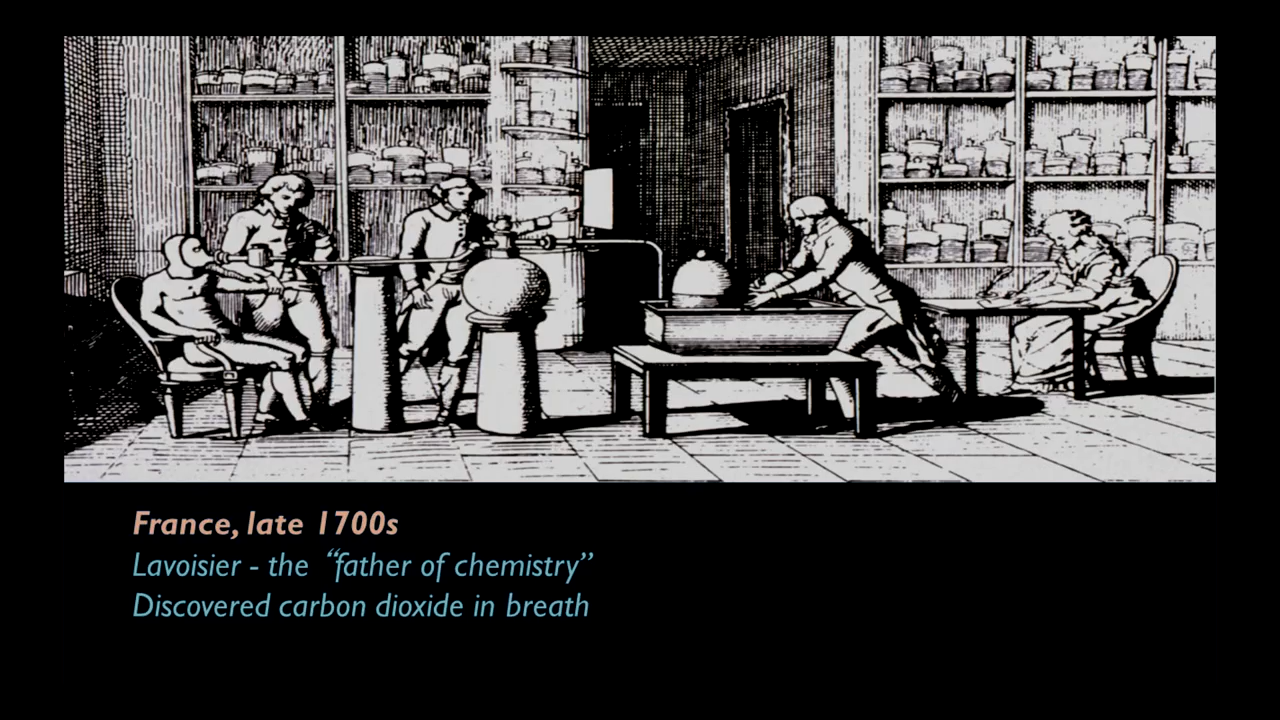 France, late 1700s
Lavoisier - the “father of chemistry”
Discovered carbon dioxide in breath